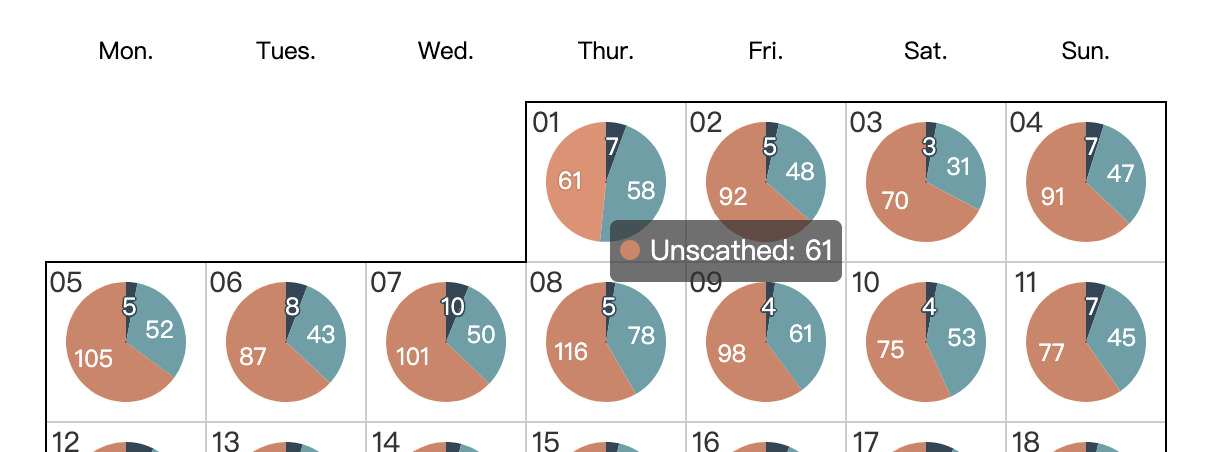 Mon. Tues. Wed. Thur. Fri. Sat. Sun.
01 02 03 04
7 5 3 7
61 58 92 48 70 31 91 47
Unscathed: 61
05 06 07 08 09 10 11
5 8 10 5 4 4 7
105 52 87 43 101 50 116 78 98 61 75 53 77 45
12 13 14 15 16 17 18